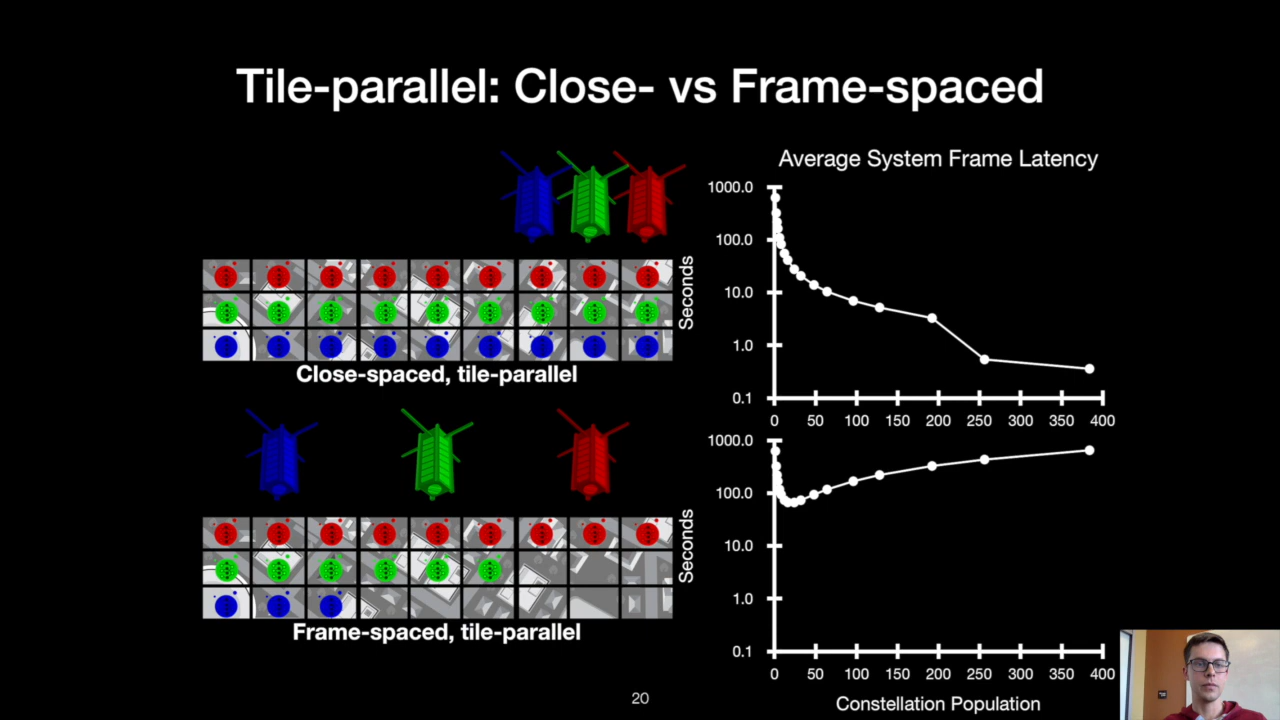 Tile-parallel: Close- vs Frame-spaced
Average System Frame Latency
1000.0
100.0
10.0
1.0
0.1
0 50 100 150 200 250 300 350 400
Seconds
Close-spaced, tile-parallel
1000.0
100.0
10.0
1.0
0.1
0 50 100 150 200 250 300 350 400
Seconds
Frame-spaced, tile-parallel
Constellation Population
20